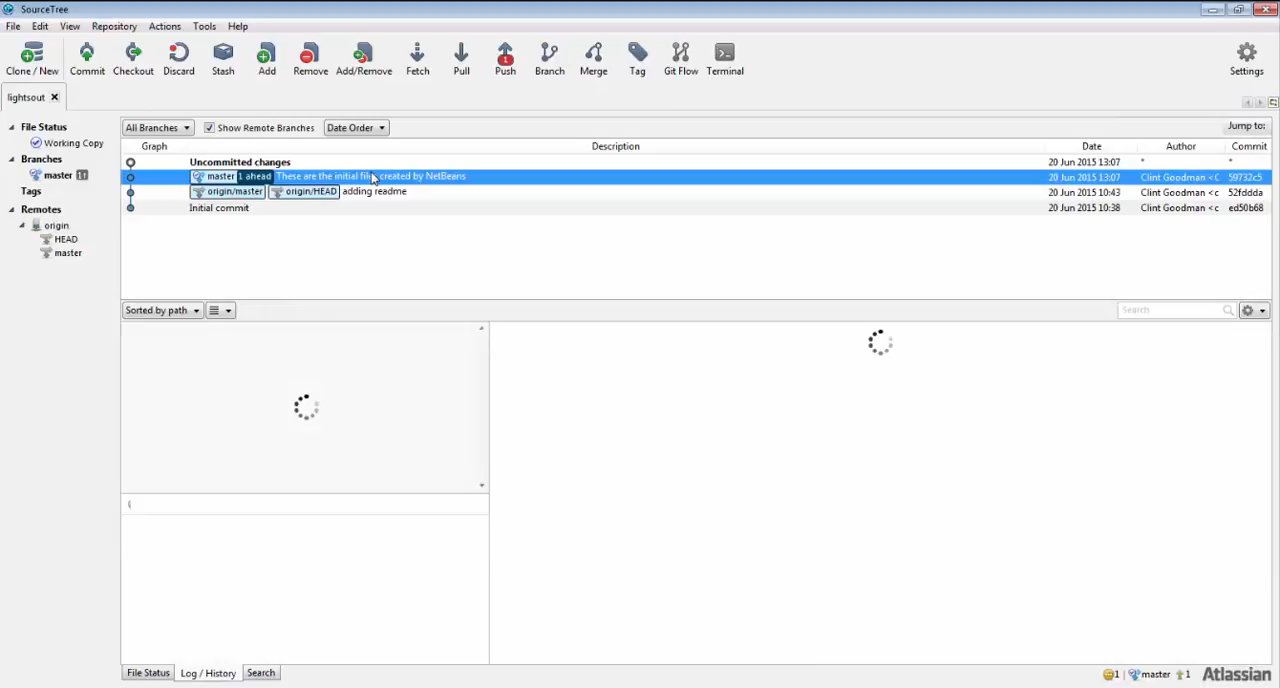 SourceTree
File Edit View Repository Actions Tools Help
Clone / New Commit Checkout Discard Stash Add Remove Add/Remove Fetch Pull 1 Push Branch Merge Tag Git Flow Terminal Settings
lightsout
File Status
Working Copy
Branches
master 1
Tags
Remotes
origin
HEAD
master
All Branches Show Remote Branches Date Order Jump to:
Graph Description Date Author Commit
Uncommitted changes 20 Jun 2015 13:07 * *
master 1 ahead These are the initial files created by NetBeans 20 Jun 2015 13:07 Clint Goodman <C 59732c5
origin/master origin/HEAD adding readme 20 Jun 2015 10:43 Clint Goodman <c 52fddda
Initial commit 20 Jun 2015 10:38 Clint Goodman <c ed50b68
Sorted by path Search
File Status Log / History Search
1 master 1 Atlassian